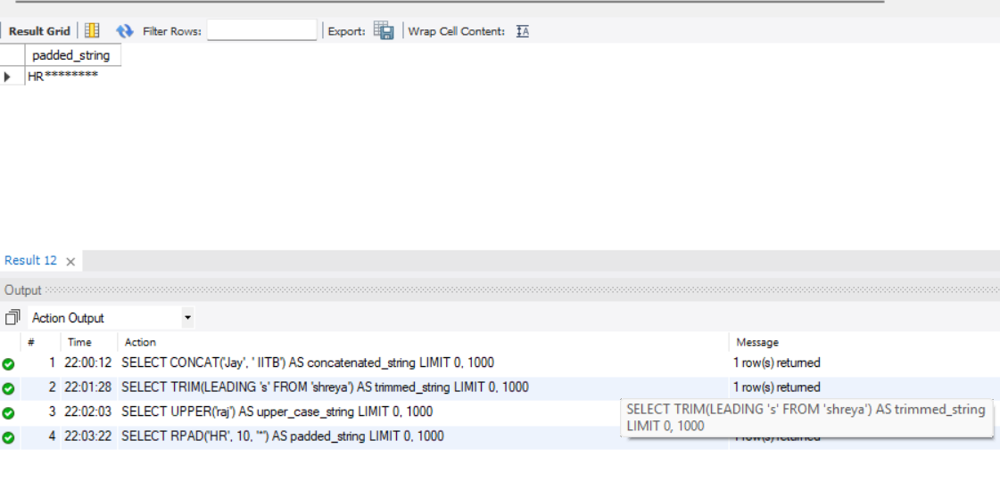 Result Grid Filter Rows: Export: Wrap Cell Content: IA
padded_string
HR********
Result 12 ×
Output
Action Output
# Time Action Message
1 22:00:12 SELECT CONCAT('Jay', ' IITB') AS concatenated_string LIMIT 0, 1000 1 row(s) returned
2 22:01:28 SELECT TRIM(LEADING 's' FROM 'shreya') AS trimmed_string LIMIT 0, 1000 1 row(s) returned
3 22:02:03 SELECT UPPER('raj') AS upper_case_string LIMIT 0, 1000
SELECT TRIM(LEADING 's' FROM 'shreya') AS trimmed_string
LIMIT 0, 1000
4 22:03:22 SELECT RPAD('HR', 10, '*') AS padded_string LIMIT 0, 1000 1 row(s) returned